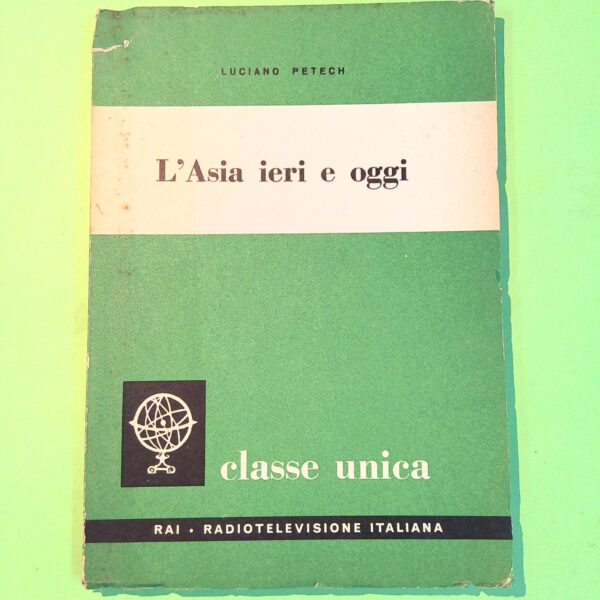 LUCIANO PETECH
L'Asia ieri e oggi
classe unica
RAI • RADIOTELEVISIONE ITALIANA